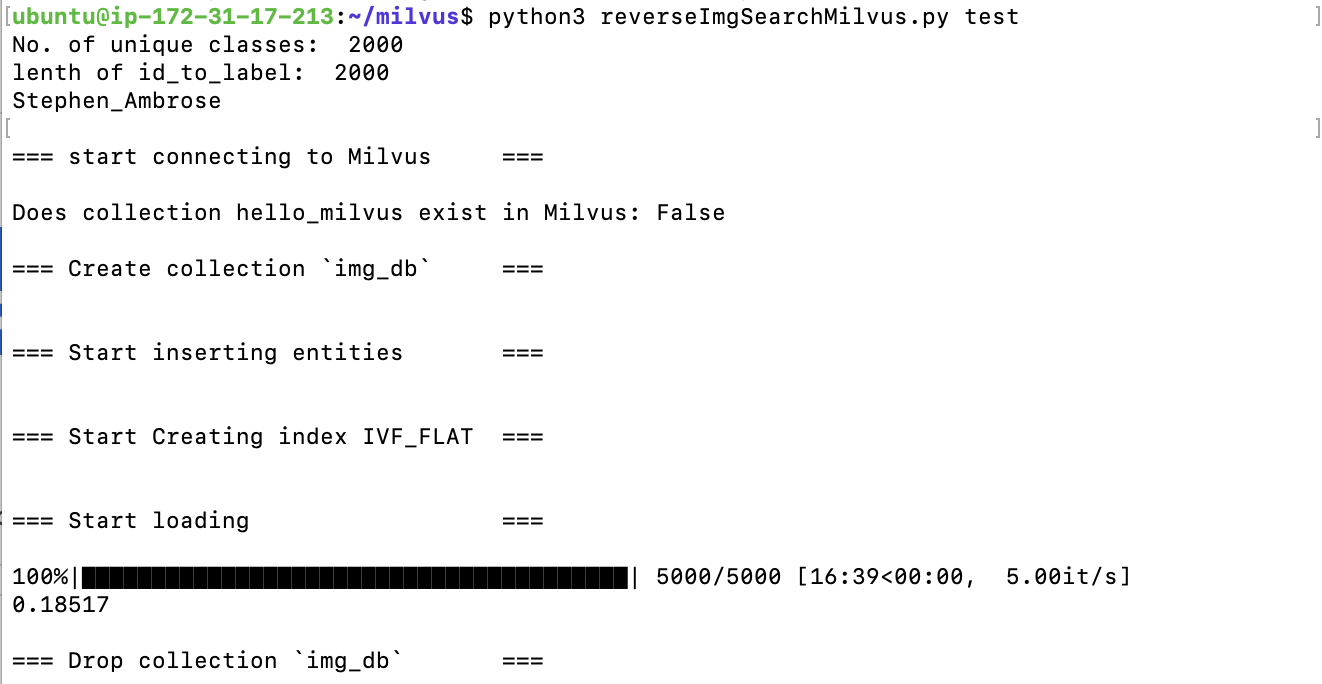 [ubuntu@ip-172-31-17-213:~/milvus$ python3 reverseImgSearchMilvus.py test ]
No. of unique classes:  2000
lenth of id_to_label:  2000
Stephen_Ambrose
[ ]
=== start connecting to Milvus     ===
Does collection hello_milvus exist in Milvus: False
=== Create collection `img_db`     ===
=== Start inserting entities       ===
=== Start Creating index IVF_FLAT  ===
=== Start loading                  ===
100%|███████████████████████████████████████| 5000/5000 [16:39<00:00,  5.00it/s]
0.18517
=== Drop collection `img_db`       ===